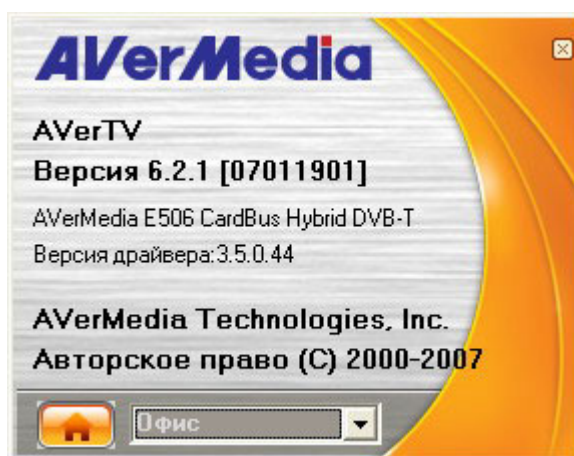 AVerMedia
AVerTV
Версия 6.2.1 [07011901]
AVerMedia E506 CardBus Hybrid DVB-T
Версия драйвера:3.5.0.44
AVerMedia Technologies, Inc.
Авторское право (C) 2000-2007
Офис